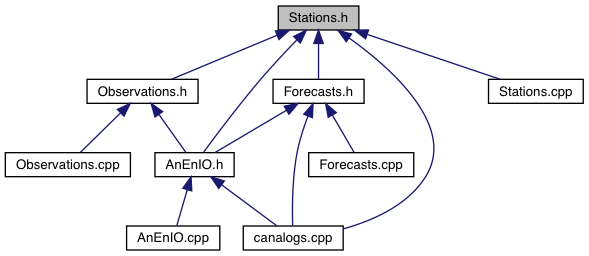 Stations.h
Observations.h
Forecasts.h
Stations.cpp
Observations.cpp
AnEnIO.h
Forecasts.cpp
AnEnIO.cpp
canalogs.cpp